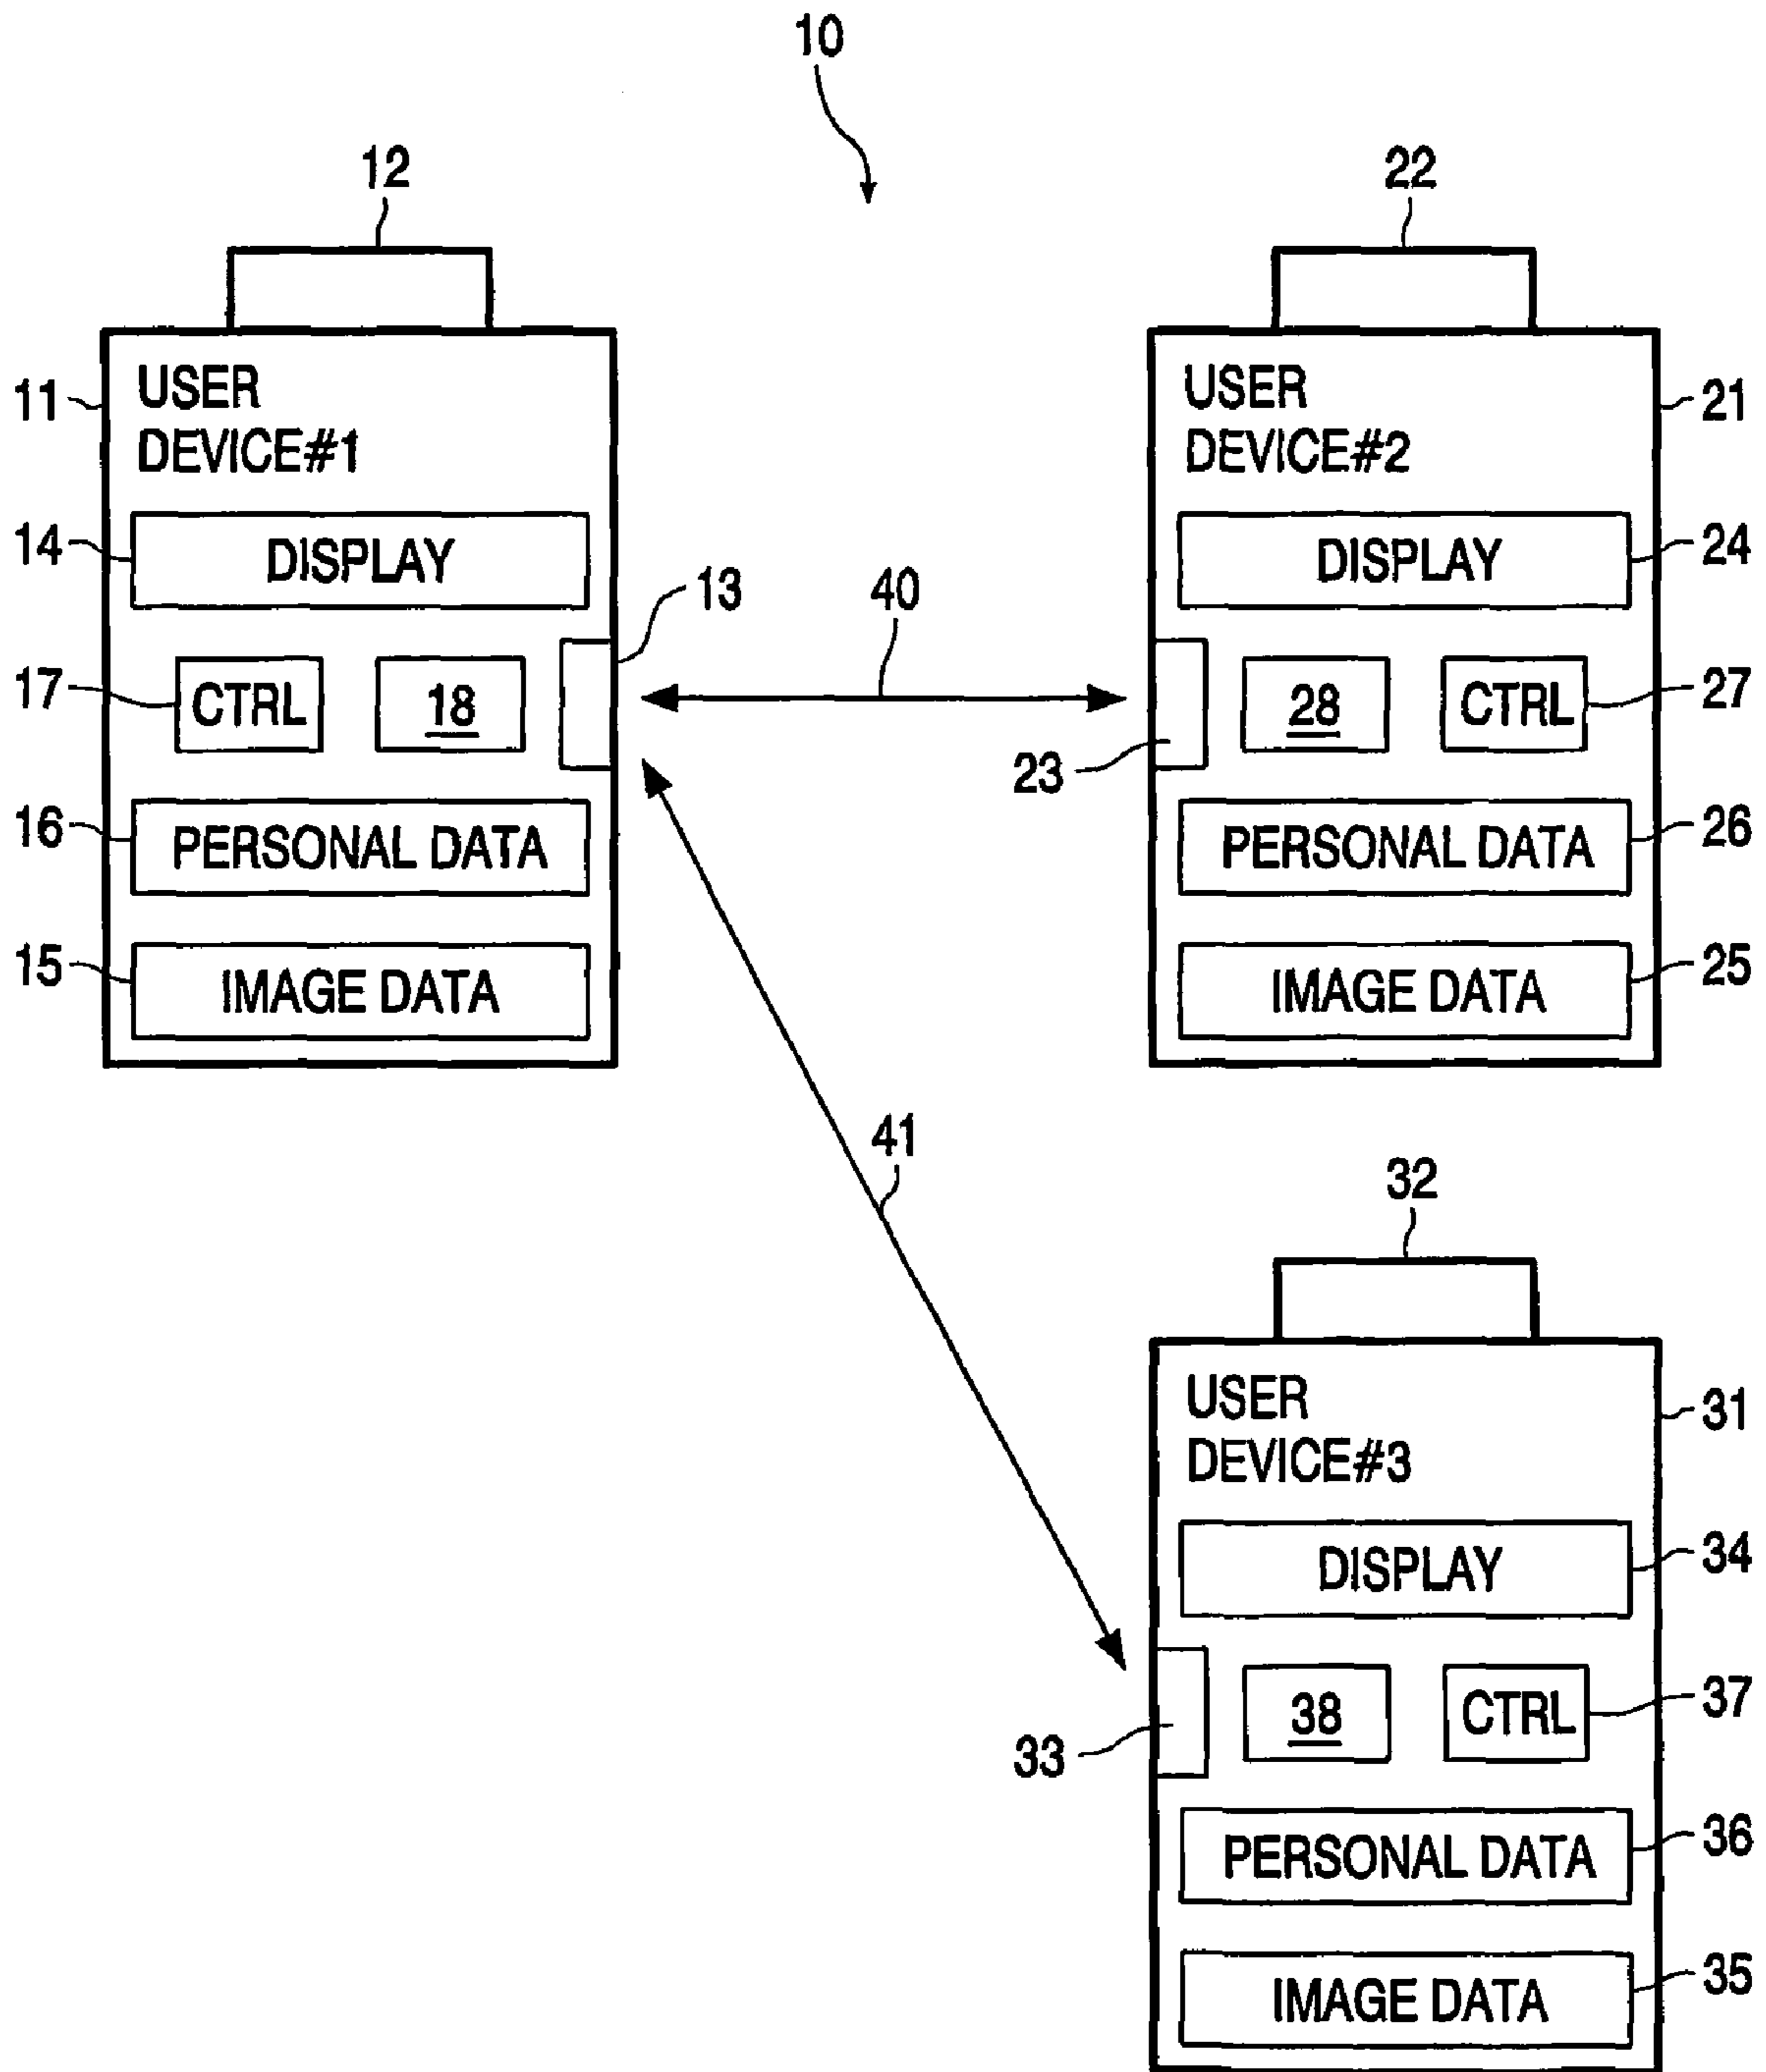 10
12
22
11
USER
DEVICE#1
USER
DEVICE#2
21
14
DISPLAY
13
40
DISPLAY
24
17
CTRL
18
28
CTRL
27
23
16
PERSONAL DATA
PERSONAL DATA
26
15
IMAGE DATA
IMAGE DATA
25
41
32
USER
DEVICE#3
31
DISPLAY
34
38
CTRL
37
33
PERSONAL DATA
36
IMAGE DATA
35